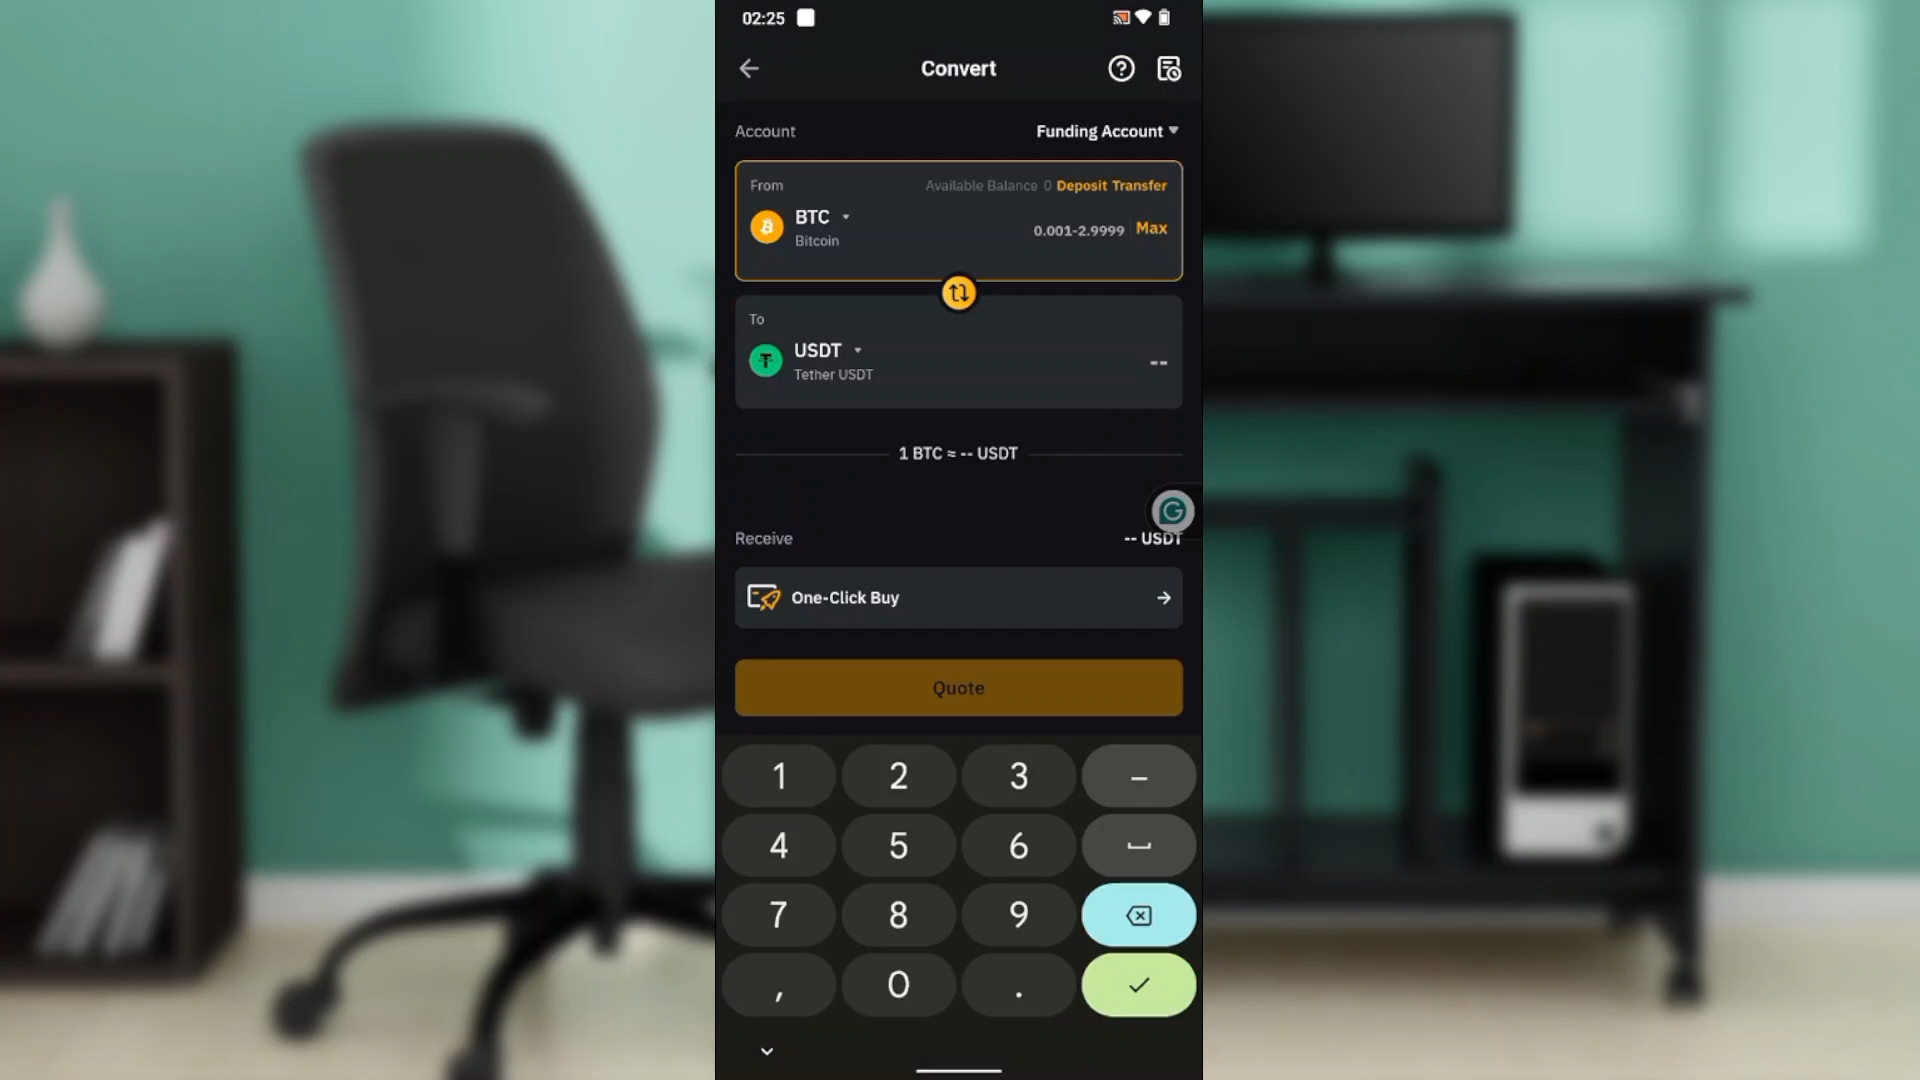 02:25
Convert
Account
Funding Account
From
Available Balance 0 Deposit Transfer
BTC
0.001-2.9999 Max
Bitcoin
To
USDT
--
Tether USDT
1 BTC ≈ -- USDT
Receive
-- USDT
One-Click Buy
Quote
1 2 3 –
4 5 6
7 8 9
, 0 .